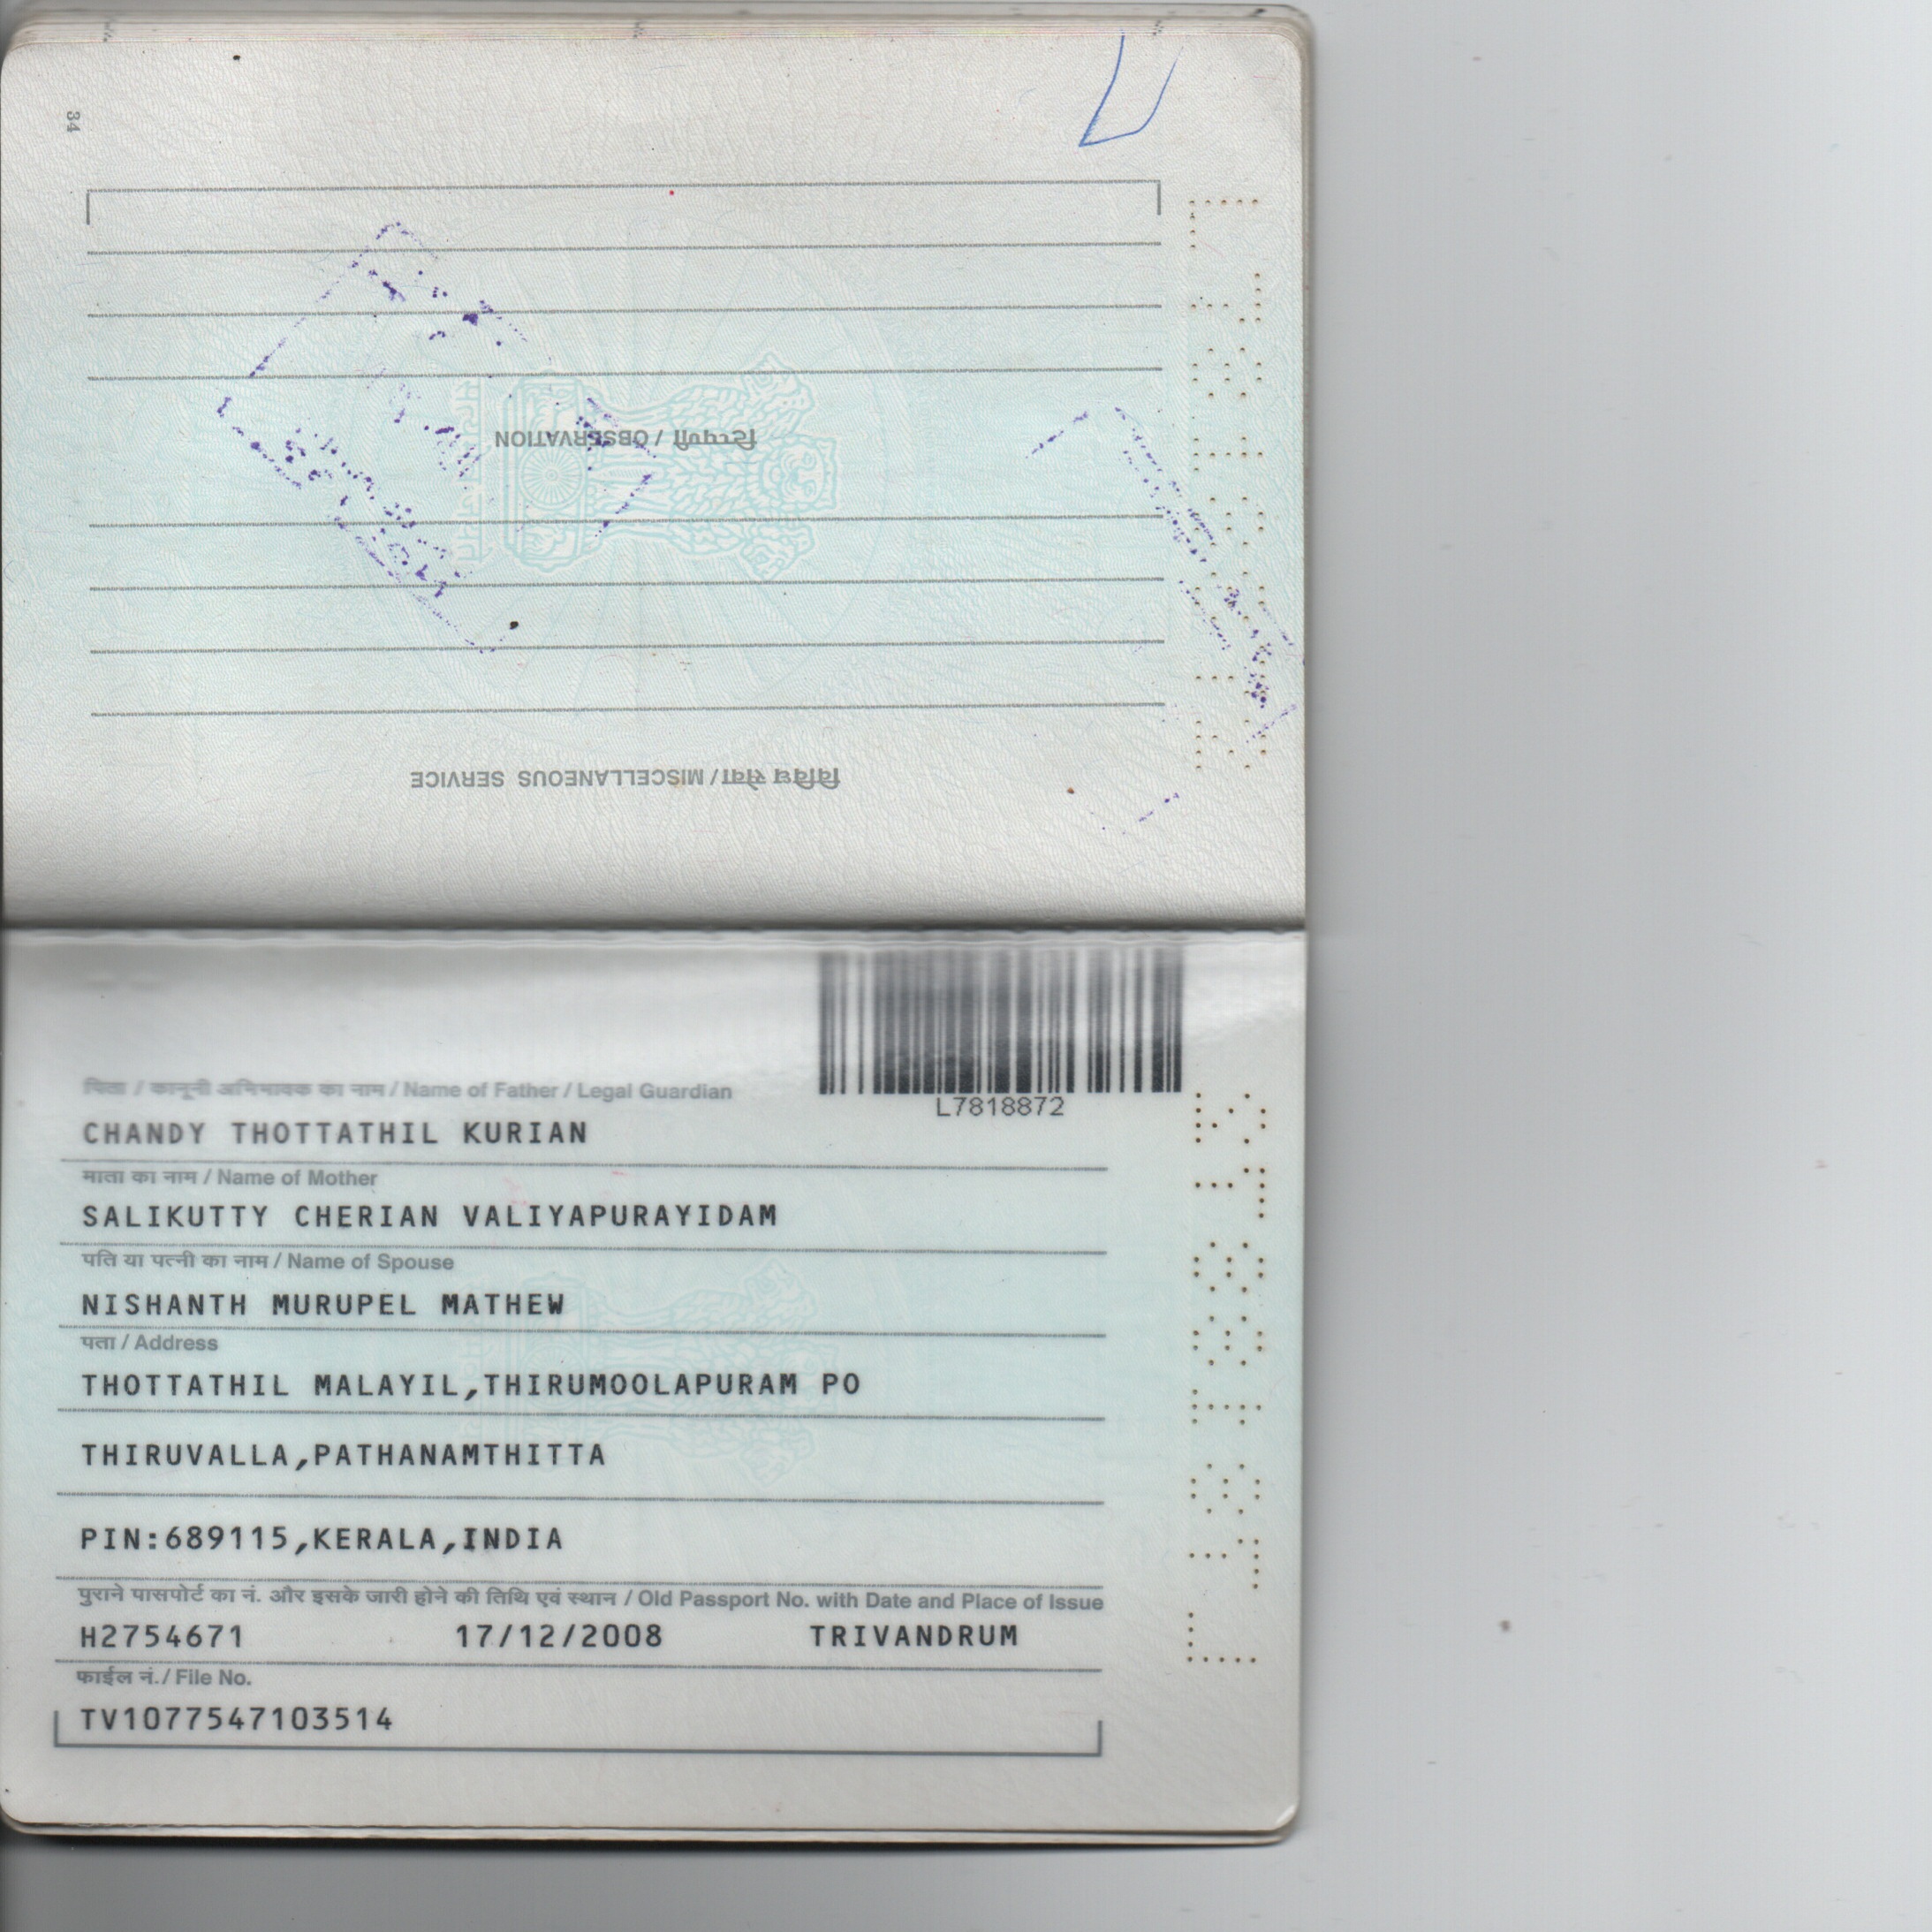 34
टिप्पणी / OBSERVATION
विविध सेवा / MISCELLANEOUS SERVICE
L7818872
पिता / कानूनी अभिभावक का नाम / Name of Father / Legal Guardian
CHANDY THOTTATHIL KURIAN
माता का नाम / Name of Mother
SALIKUTTY CHERIAN VALIYAPURAYIDAM
पति या पत्नी का नाम / Name of Spouse
NISHANTH MURUPEL MATHEW
पता / Address
THOTTATHIL MALAYIL,THIRUMOOLAPURAM PO
THIRUVALLA,PATHANAMTHITTA
PIN:689115,KERALA,INDIA
पुराने पासपोर्ट का नं. और इसके जारी होने की तिथि एवं स्थान / Old Passport No. with Date and Place of Issue
H2754671 17/12/2008 TRIVANDRUM
फाईल नं./ File No.
TV1077547103514
L7818872
L7818872